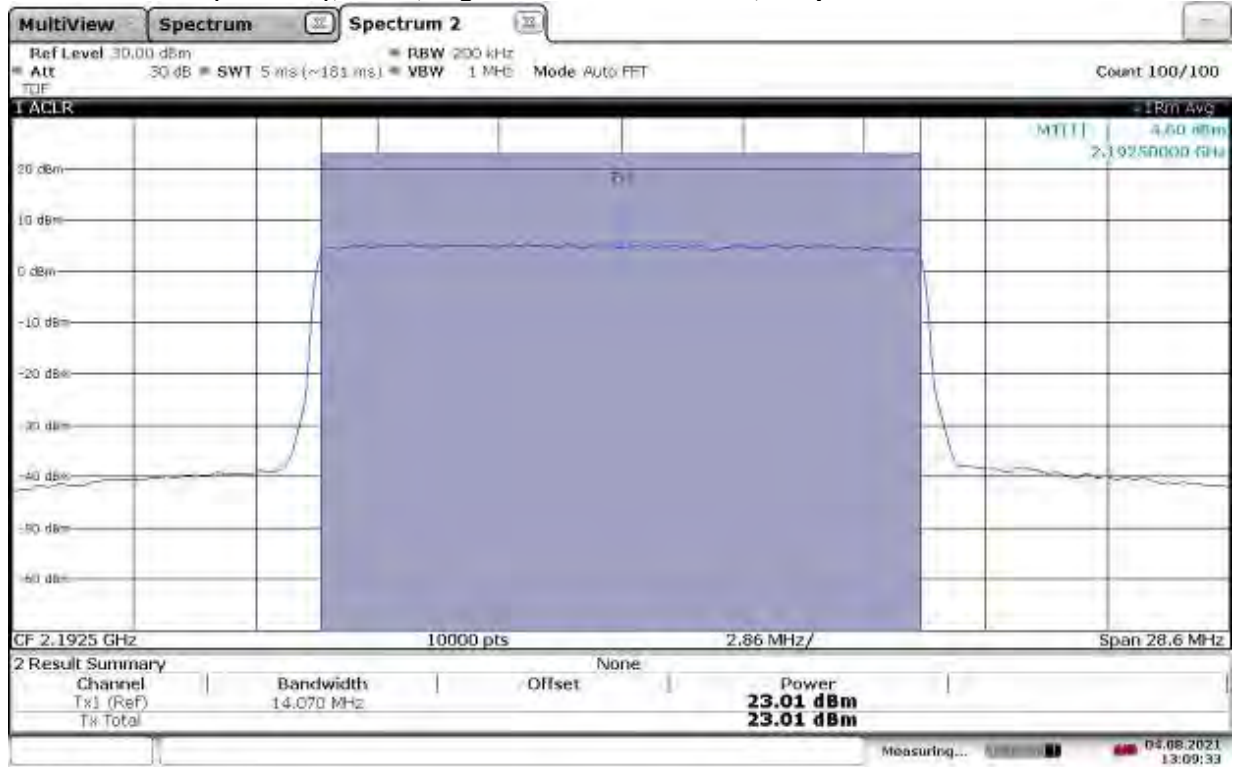 MultiView Spectrum Spectrum 2
Ref Level 30.00 dBm RBW 200 kHz
Att 30 dB SWT 5 ms (~181 ms) VBW 1 MHz Mode Auto FFT Count 100/100
TDF
1 ACLR 1Rm Avg
M1[1] 4.60 dBm
2.19250000 GHz
20 dBm
Tx1
10 dBm
0 dBm
-10 dBm
-20 dBm
-30 dBm
-40 dBm
-50 dBm
-60 dBm
CF 2.1925 GHz 10000 pts 2.86 MHz/ Span 28.6 MHz
2 Result Summary None
Channel Bandwidth Offset Power
Tx1 (Ref) 14.070 MHz 23.01 dBm
Tx Total 23.01 dBm
Measuring... 04.08.2021
13:09:33